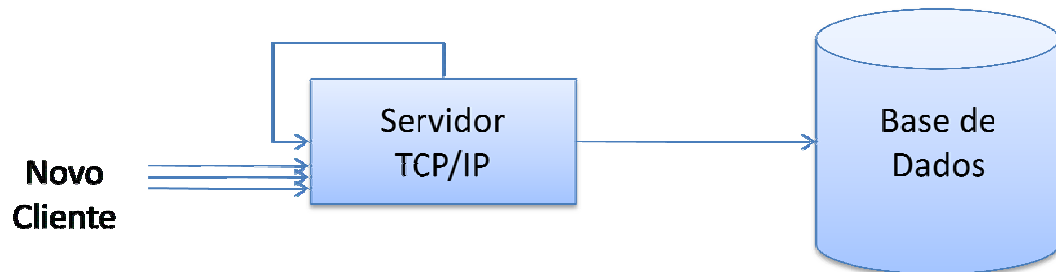 Servidor
TCP/IP
Base de
Dados
Novo
Cliente